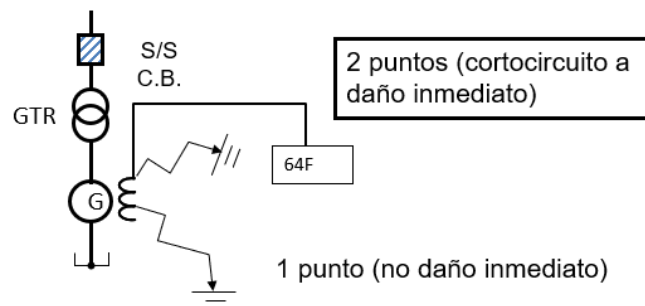 S/S
C.B.
2 puntos (cortocircuito a
daño inmediato)
GTR
64F
G
1 punto (no daño inmediato)